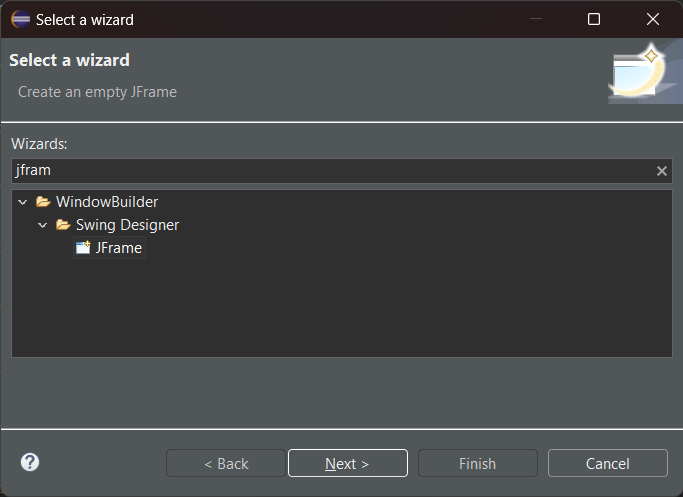 Select a wizard
Select a wizard
Create an empty JFrame
Wizards:
jfram
WindowBuilder
Swing Designer
JFrame
? < Back Next > Finish Cancel